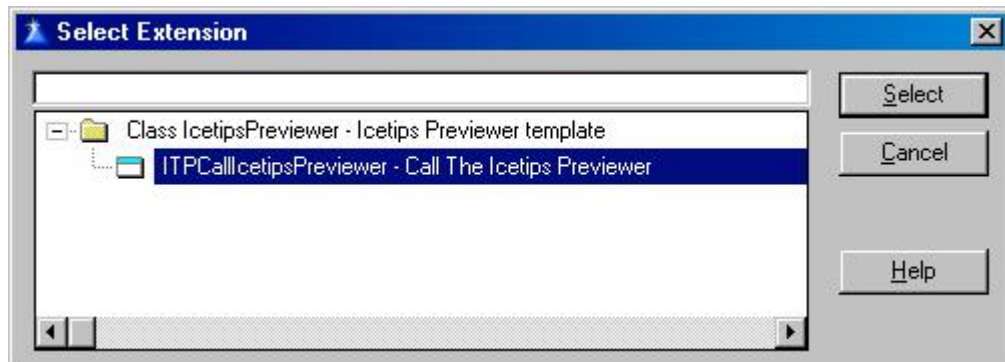 Select Extension
Select
Class IcetipsPreviewer - Icetips Previewer template
ITPCallIcetipsPreviewer - Call The Icetips Previewer
Cancel
Help